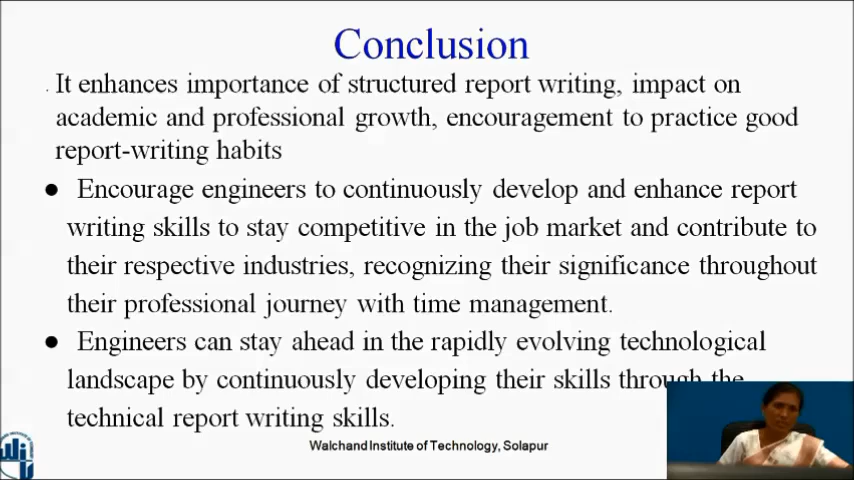 Conclusion
. It enhances importance of structured report writing, impact on
academic and professional growth, encouragement to practice good
report-writing habits
● Encourage engineers to continuously develop and enhance report
writing skills to stay competitive in the job market and contribute to
their respective industries, recognizing their significance throughout
their professional journey with time management.
● Engineers can stay ahead in the rapidly evolving technological
landscape by continuously developing their skills through the
technical report writing skills.
Walchand Institute of Technology, Solapur